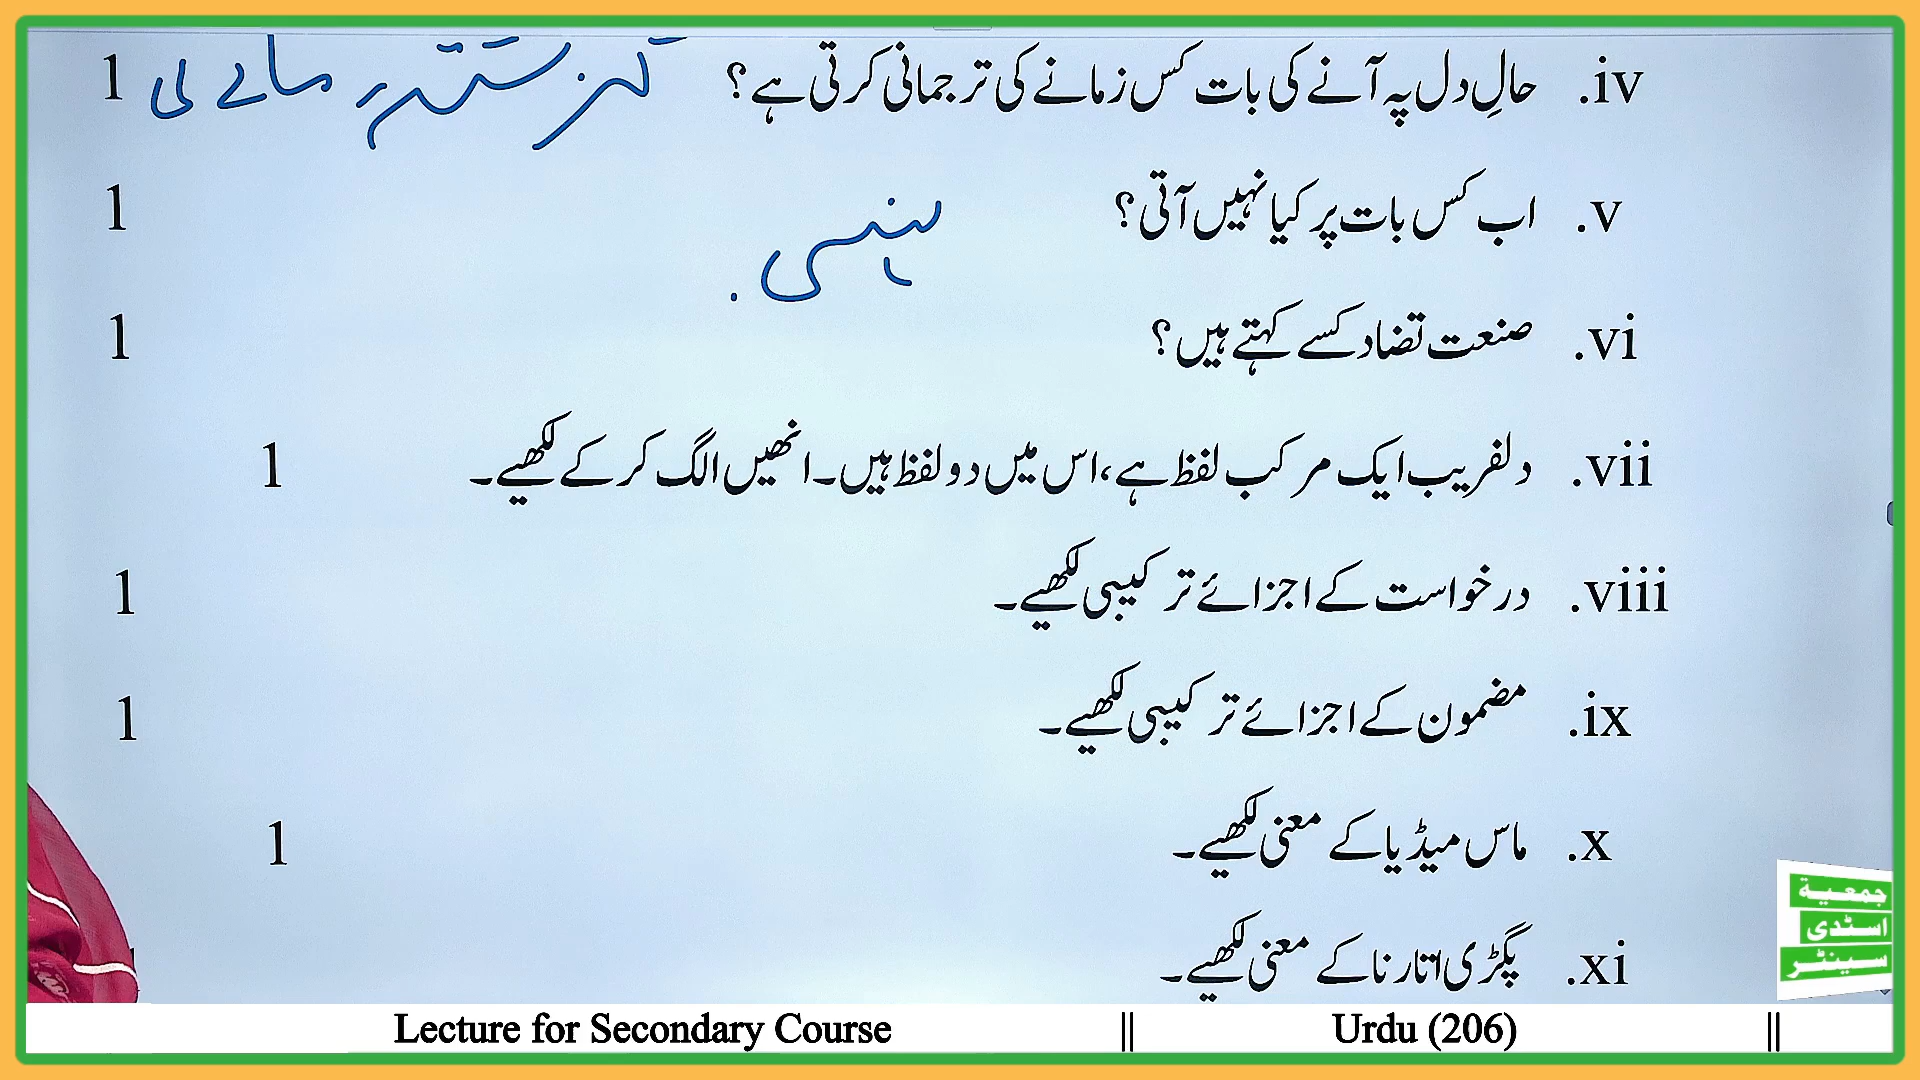 iv. حالِ دل پہ آنے کی بات کس زمانے کی ترجمانی کرتی ہے؟ گزشتہ زمانے کی 1
v. اب کس بات پر کیا نہیں آتی؟ ہنسی۔ 1
vi. صنعت تضاد کسے کہتے ہیں؟ 1
vii. دلفریب ایک مرکب لفظ ہے، اس میں دو لفظ ہیں۔ انھیں الگ کرکے لکھیے۔ 1
viii. درخواست کے اجزائے ترکیبی لکھیے۔ 1
ix. مضمون کے اجزائے ترکیبی لکھیے۔ 1
x. ماس میڈیا کے معنی لکھیے۔ 1
xi. پگڑی اتارنا کے معنی لکھیے۔
جمعیۃ
اسٹڈی
سینٹر
Lecture for Secondary Course || Urdu (206) ||